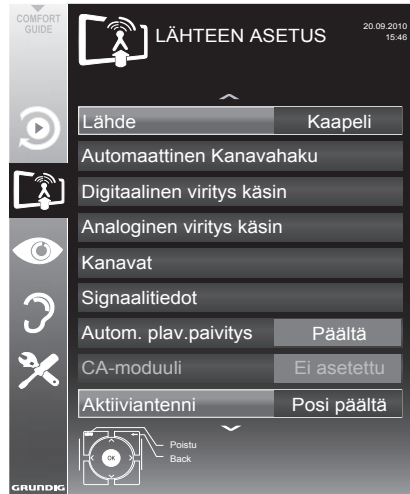 COMFORT
GUIDE
LÄHTEEN ASETUS
20.09.2010
15:46
Lähde Kaapeli
Automaattinen Kanavahaku
Digitaalinen viritys käsin
Analoginen viritys käsin
Kanavat
Signaalitiedot
Autom. plav.paivitys Päältä
CA-moduuli Ei asetettu
Aktiiviantenni Posi päältä
Poistu
Back
OK
GRUNDIG